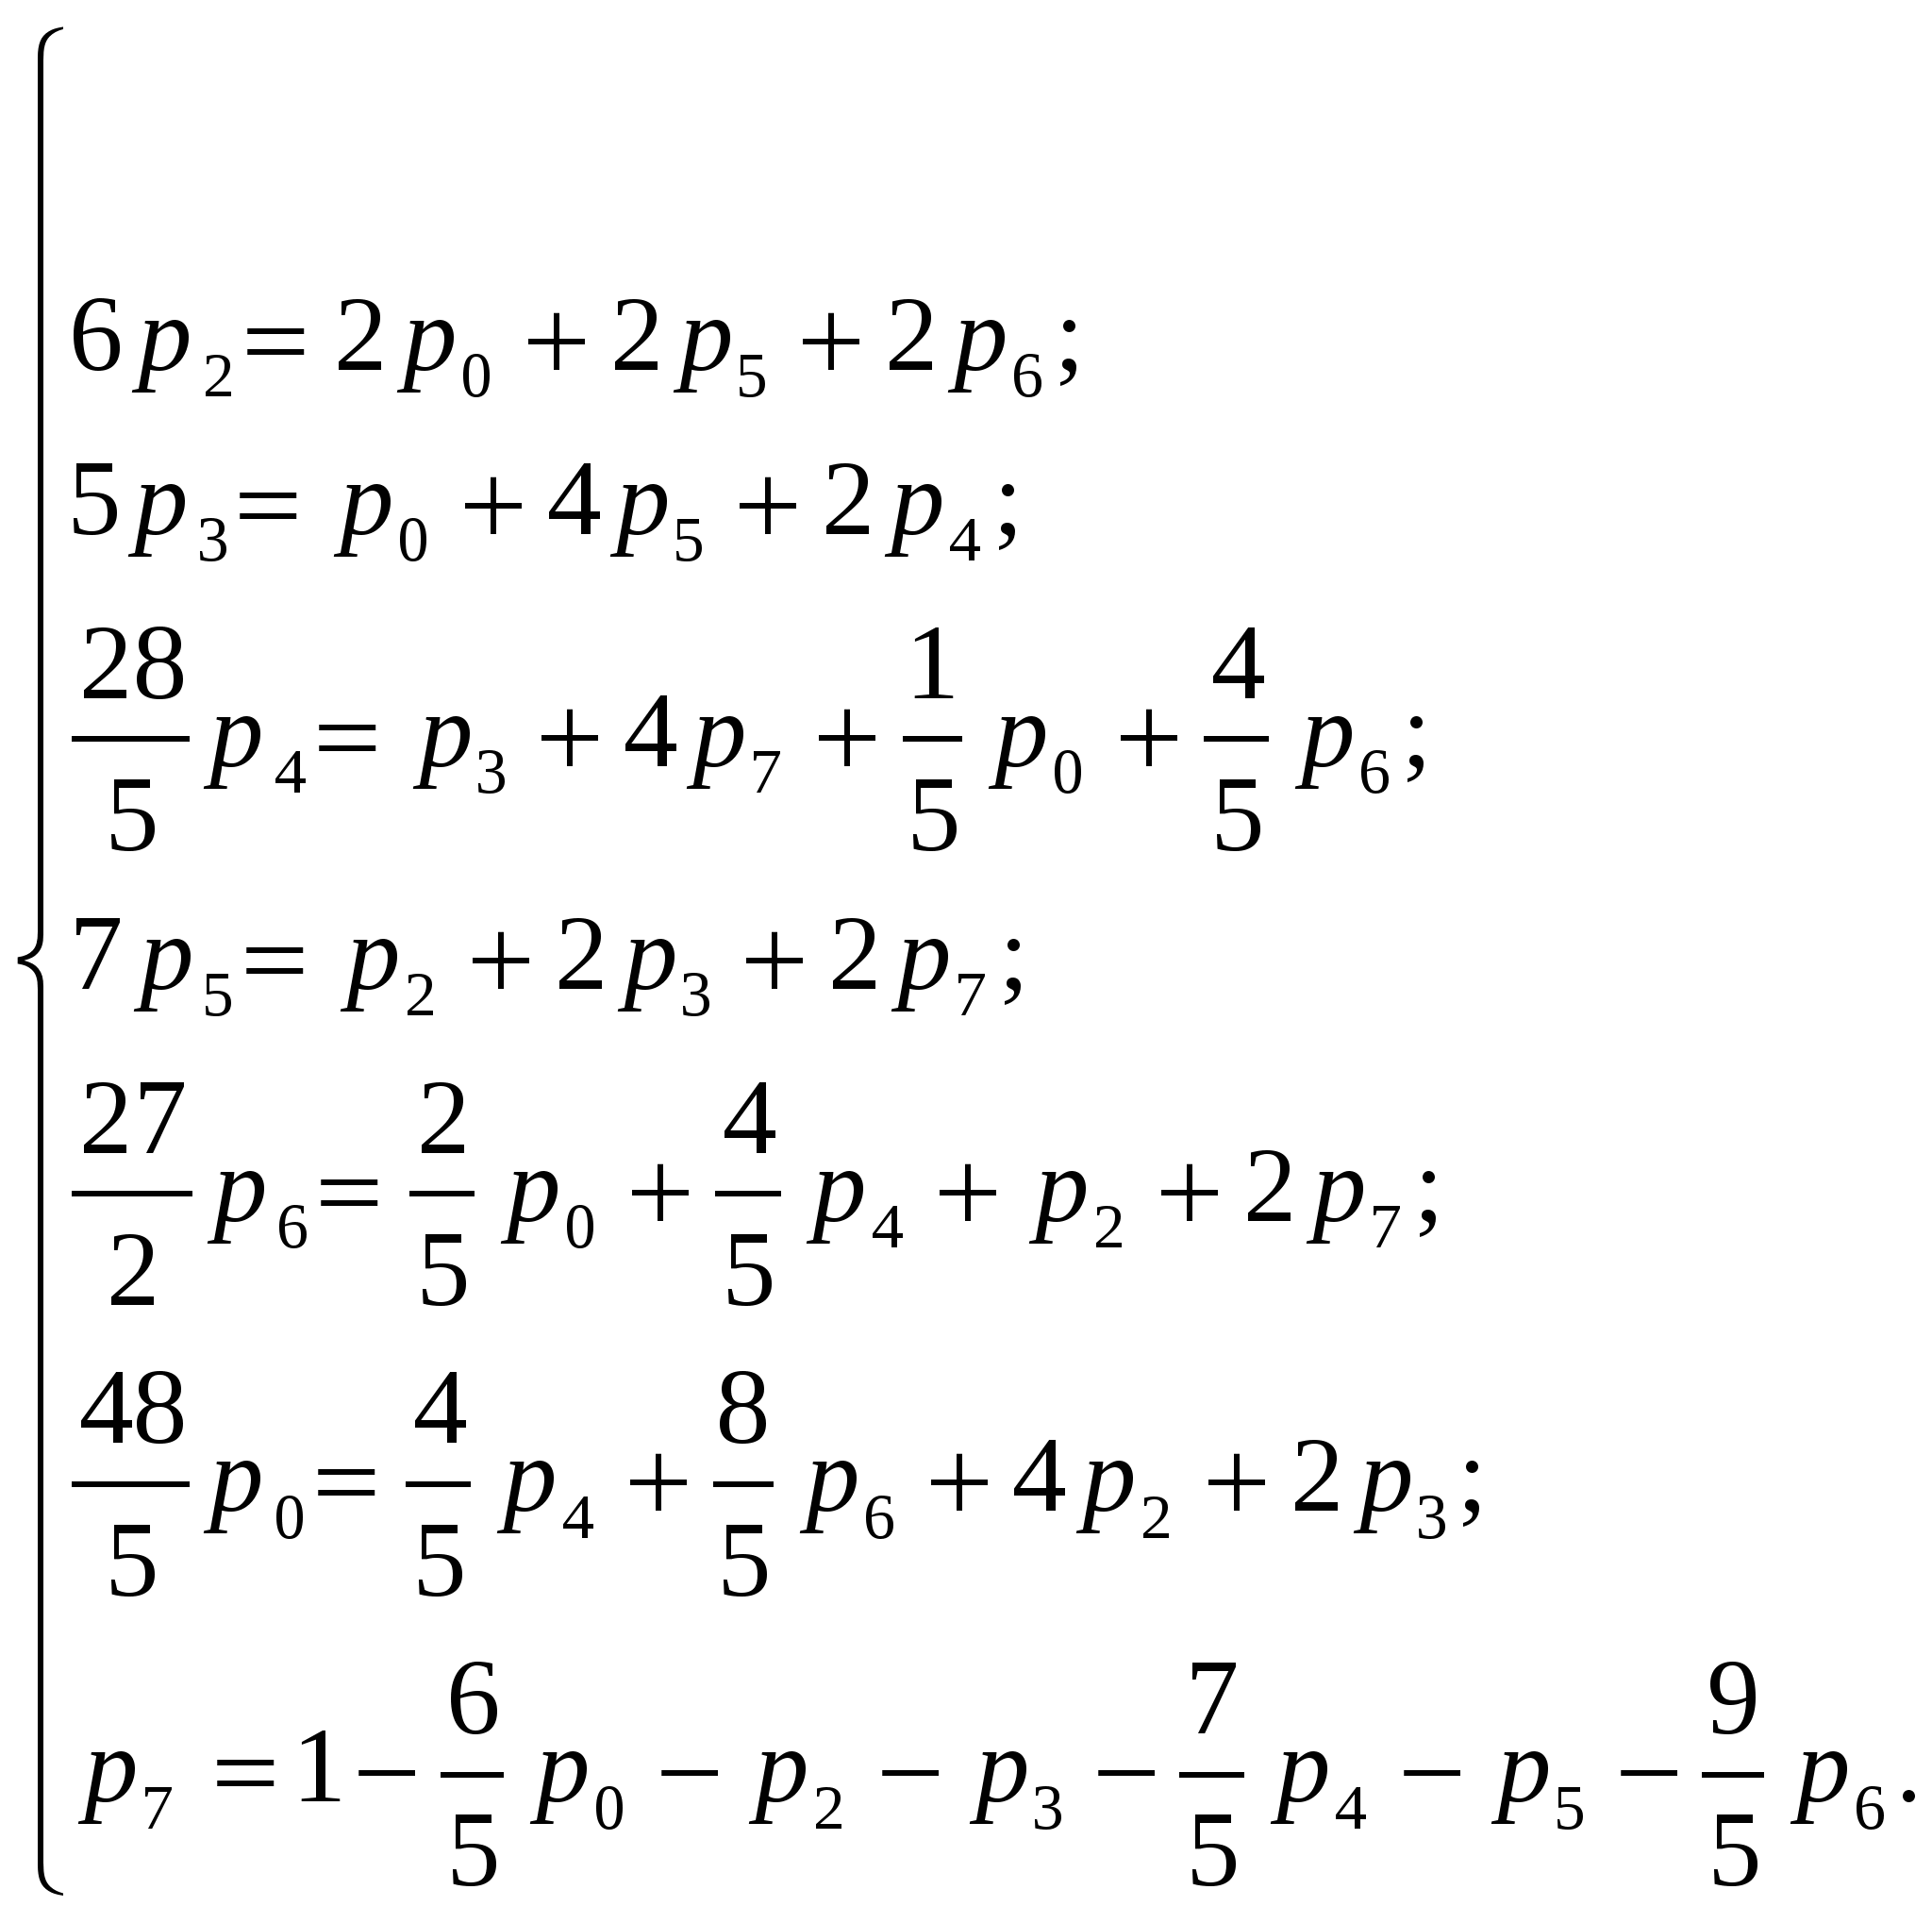 6p₂ = 2p₀ + 2p₅ + 2p₆;
5p₃ = p₀ + 4p₅ + 2p₄;
28/5 p₄ = p₃ + 4p₇ + 1/5 p₀ + 4/5 p₆;
7p₅ = p₂ + 2p₃ + 2p₇;
27/2 p₆ = 2/5 p₀ + 4/5 p₄ + p₂ + 2p₇;
48/5 p₀ = 4/5 p₄ + 8/5 p₆ + 4p₂ + 2p₃;
p₇ = 1 − 6/5 p₀ − p₂ − p₃ − 7/5 p₄ − p₅ − 9/5 p₆.